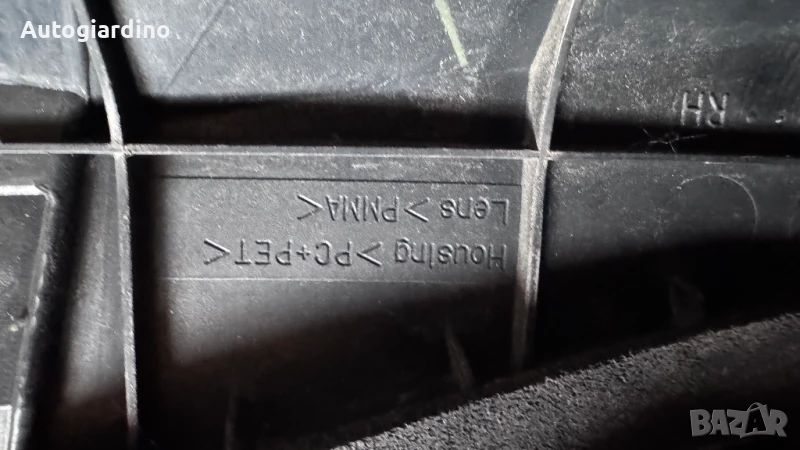 Autogiardino
RH
Housing >PC+PET<
Lens >PMMA<
BAZAR